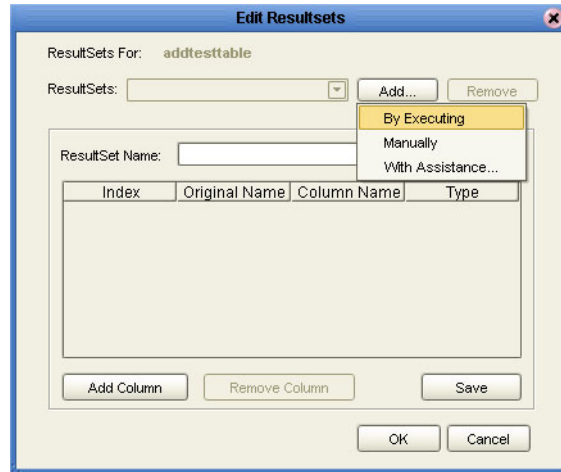 Edit Resultsets
ResultSets For: addtesttable
ResultSets: Add... Remove
By Executing
Manually
With Assistance...
ResultSet Name:
Index Original Name Column Name Type
Add Column Remove Column Save
OK Cancel